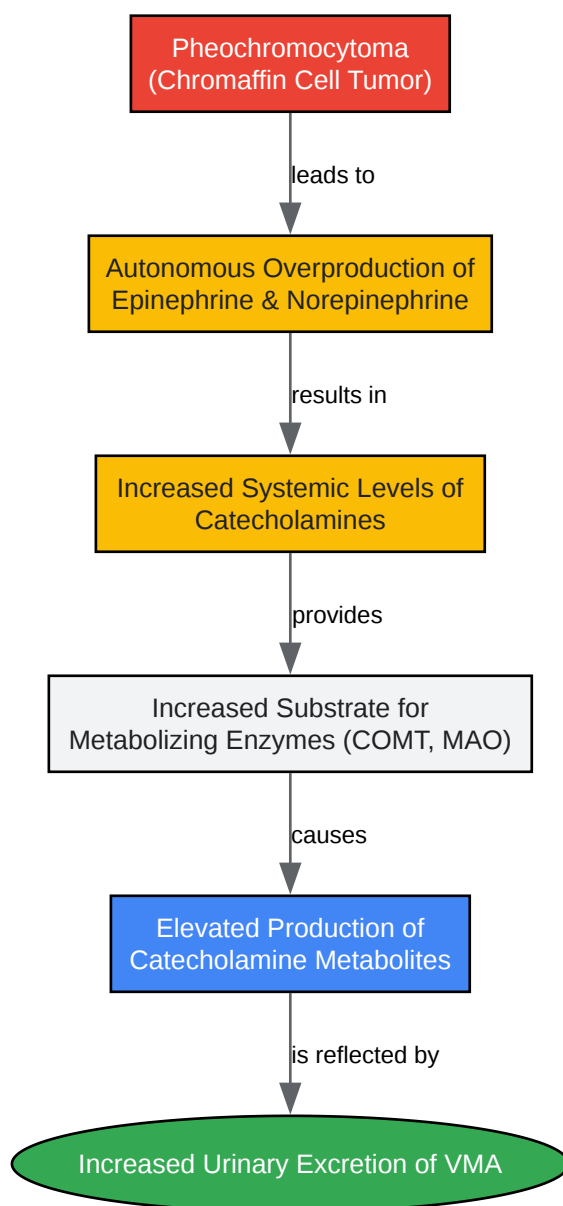 Pheochromocytoma
(Chromaffin Cell Tumor)
leads to
Autonomous Overproduction of
Epinephrine & Norepinephrine
results in
Increased Systemic Levels of
Catecholamines
provides
Increased Substrate for
Metabolizing Enzymes (COMT, MAO)
causes
Elevated Production of
Catecholamine Metabolites
is reflected by
Increased Urinary Excretion of VMA